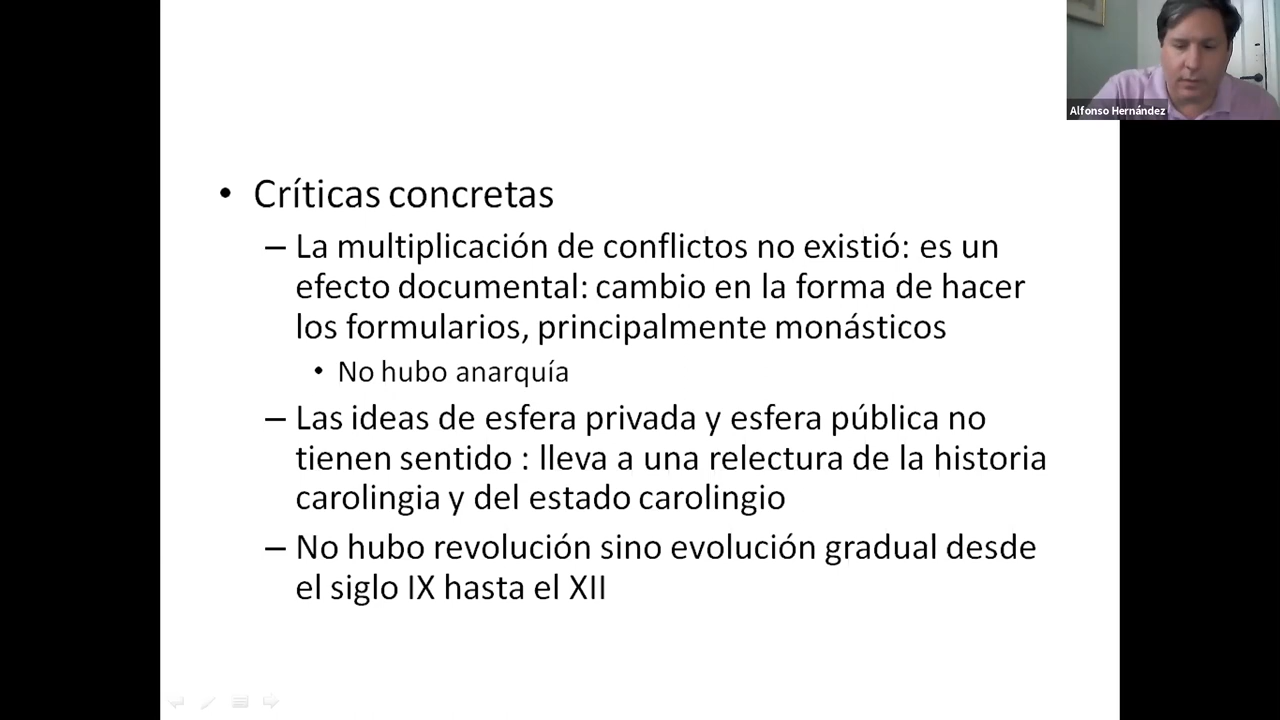 Alfonso Hernández
• Críticas concretas
– La multiplicación de conflictos no existió: es un
efecto documental: cambio en la forma de hacer
los formularios, principalmente monásticos
• No hubo anarquía
– Las ideas de esfera privada y esfera pública no
tienen sentido : lleva a una relectura de la historia
carolingia y del estado carolingio
– No hubo revolución sino evolución gradual desde
el siglo IX hasta el XII